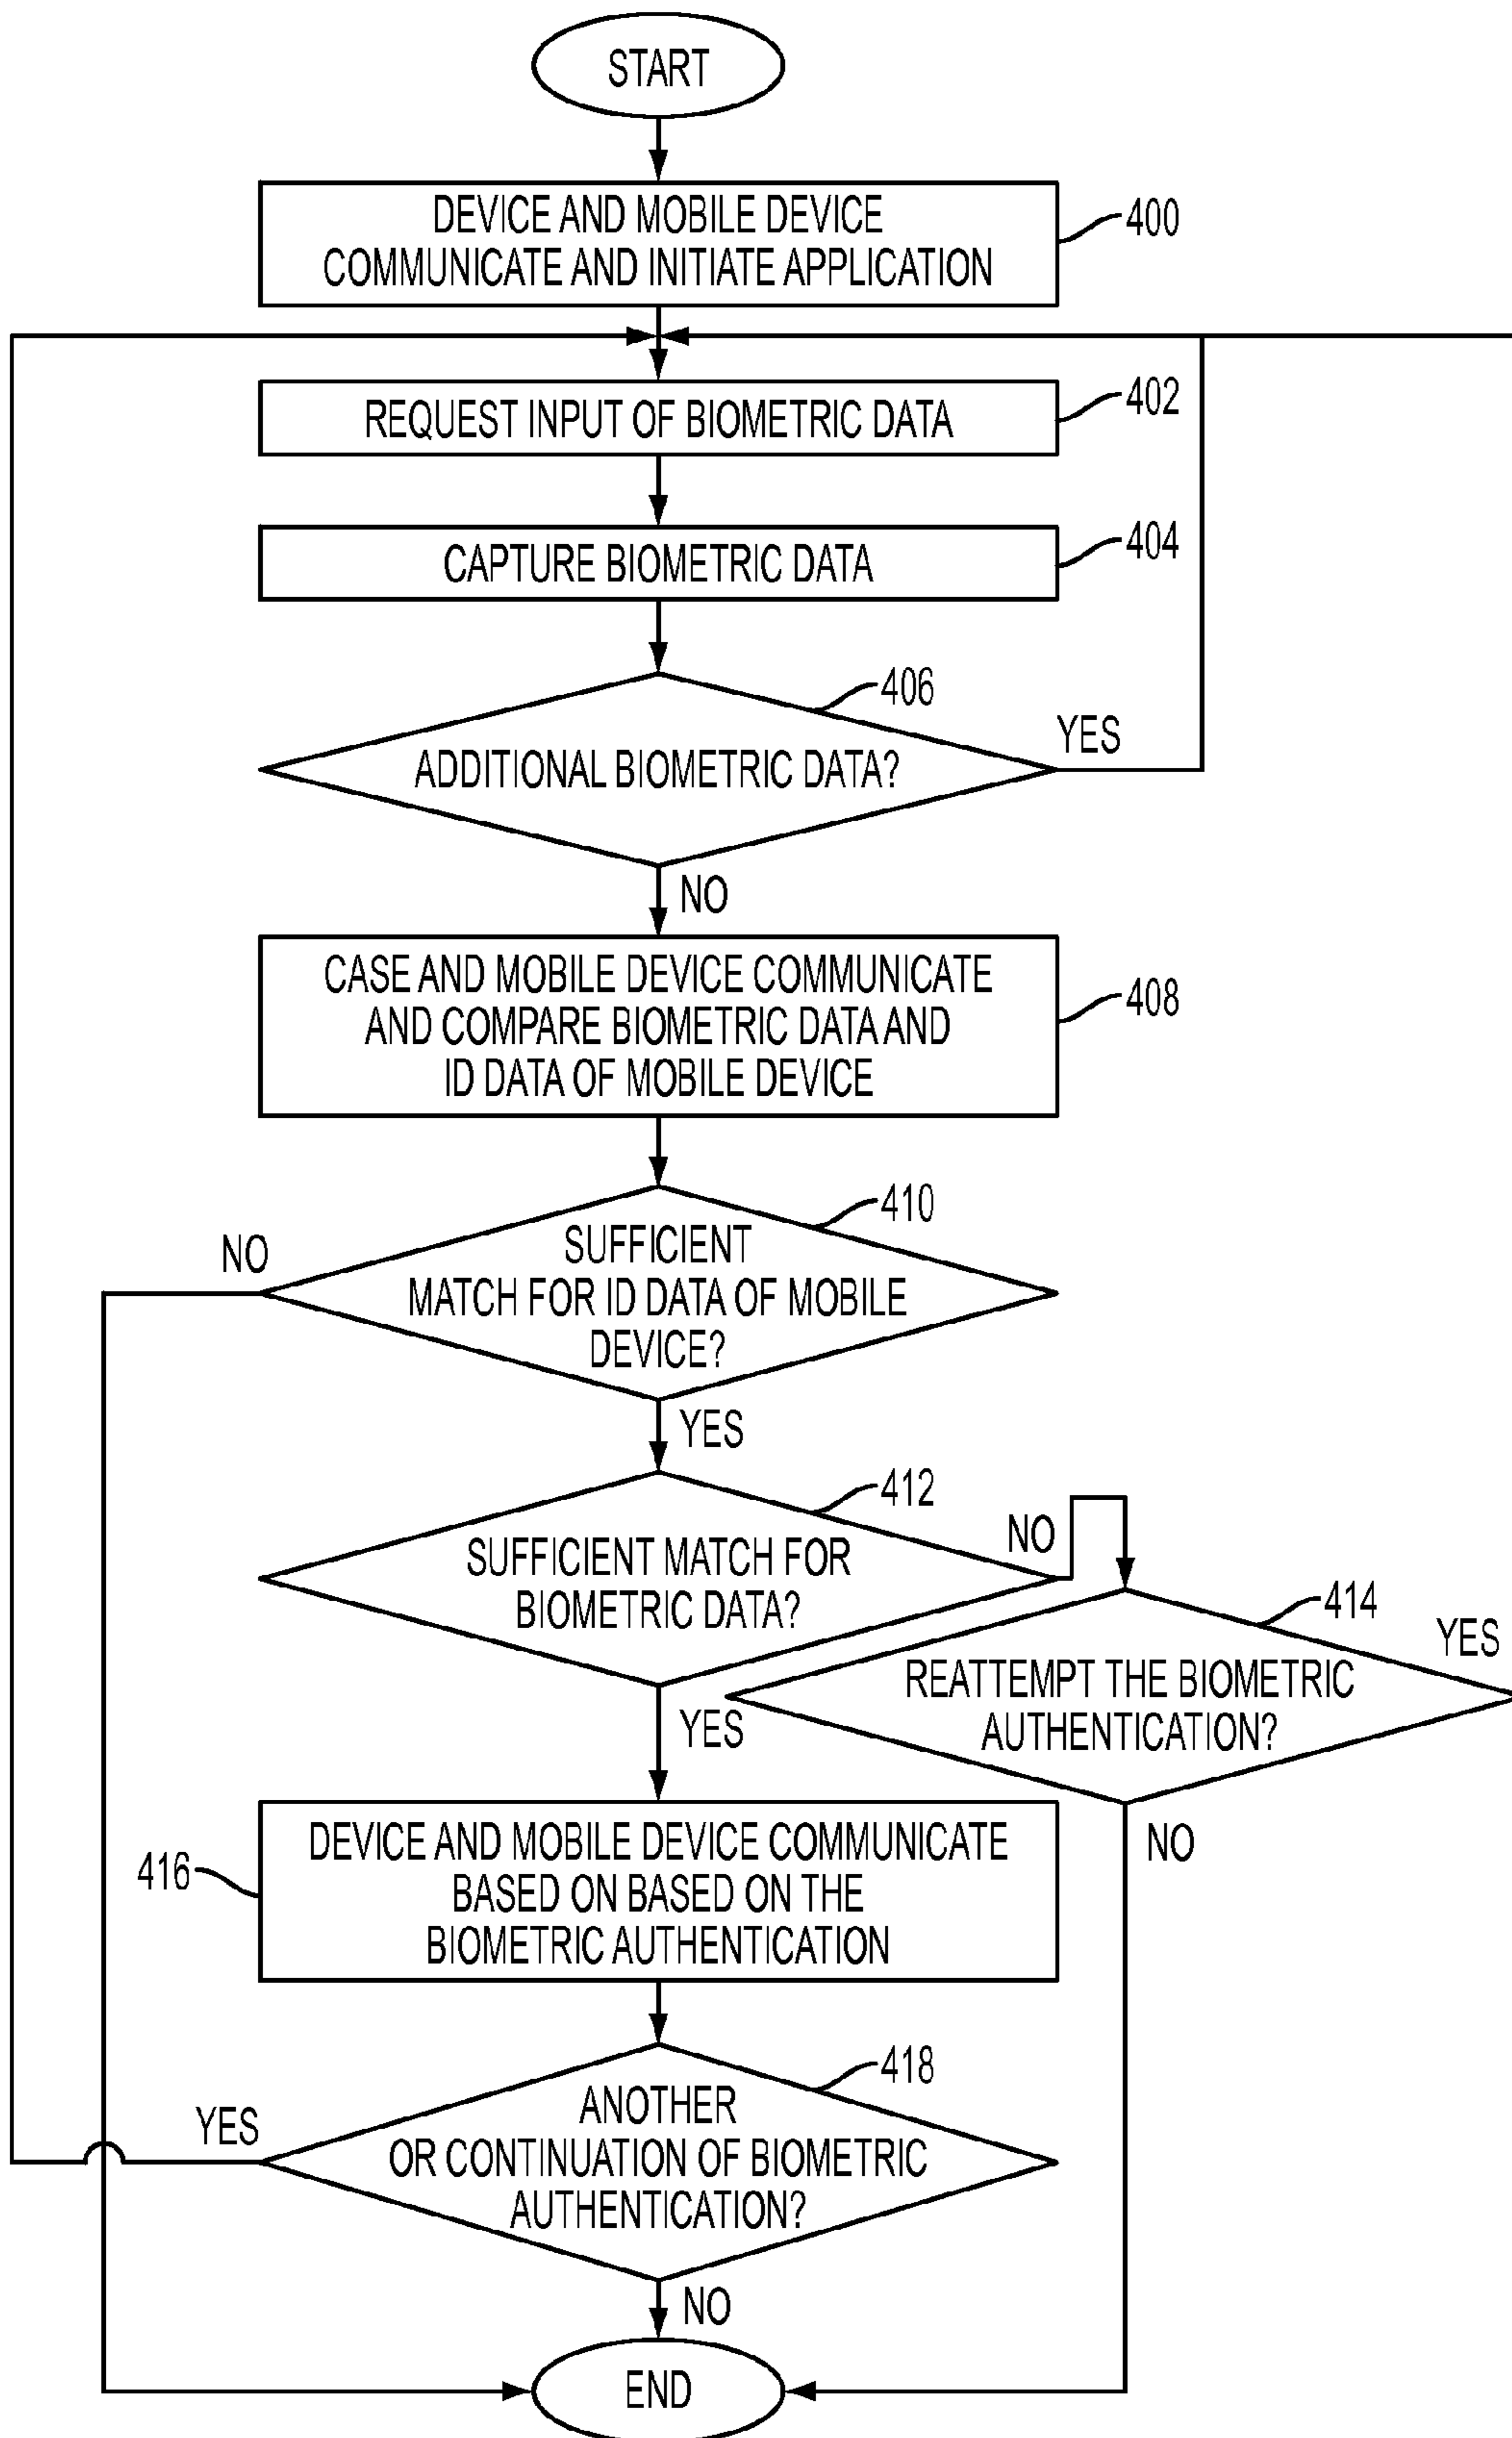 START
DEVICE AND MOBILE DEVICE
COMMUNICATE AND INITIATE APPLICATION
400
REQUEST INPUT OF BIOMETRIC DATA
402
CAPTURE BIOMETRIC DATA
404
406
ADDITIONAL BIOMETRIC DATA?
YES
NO
CASE AND MOBILE DEVICE COMMUNICATE
AND COMPARE BIOMETRIC DATA AND
ID DATA OF MOBILE DEVICE
408
410
NO
SUFFICIENT
MATCH FOR ID DATA OF MOBILE
DEVICE?
YES
412
NO
SUFFICIENT MATCH FOR
BIOMETRIC DATA?
YES
414
YES
REATTEMPT THE BIOMETRIC
AUTHENTICATION?
NO
416
DEVICE AND MOBILE DEVICE COMMUNICATE
BASED ON BASED ON THE
BIOMETRIC AUTHENTICATION
418
YES
ANOTHER
OR CONTINUATION OF BIOMETRIC
AUTHENTICATION?
NO
END